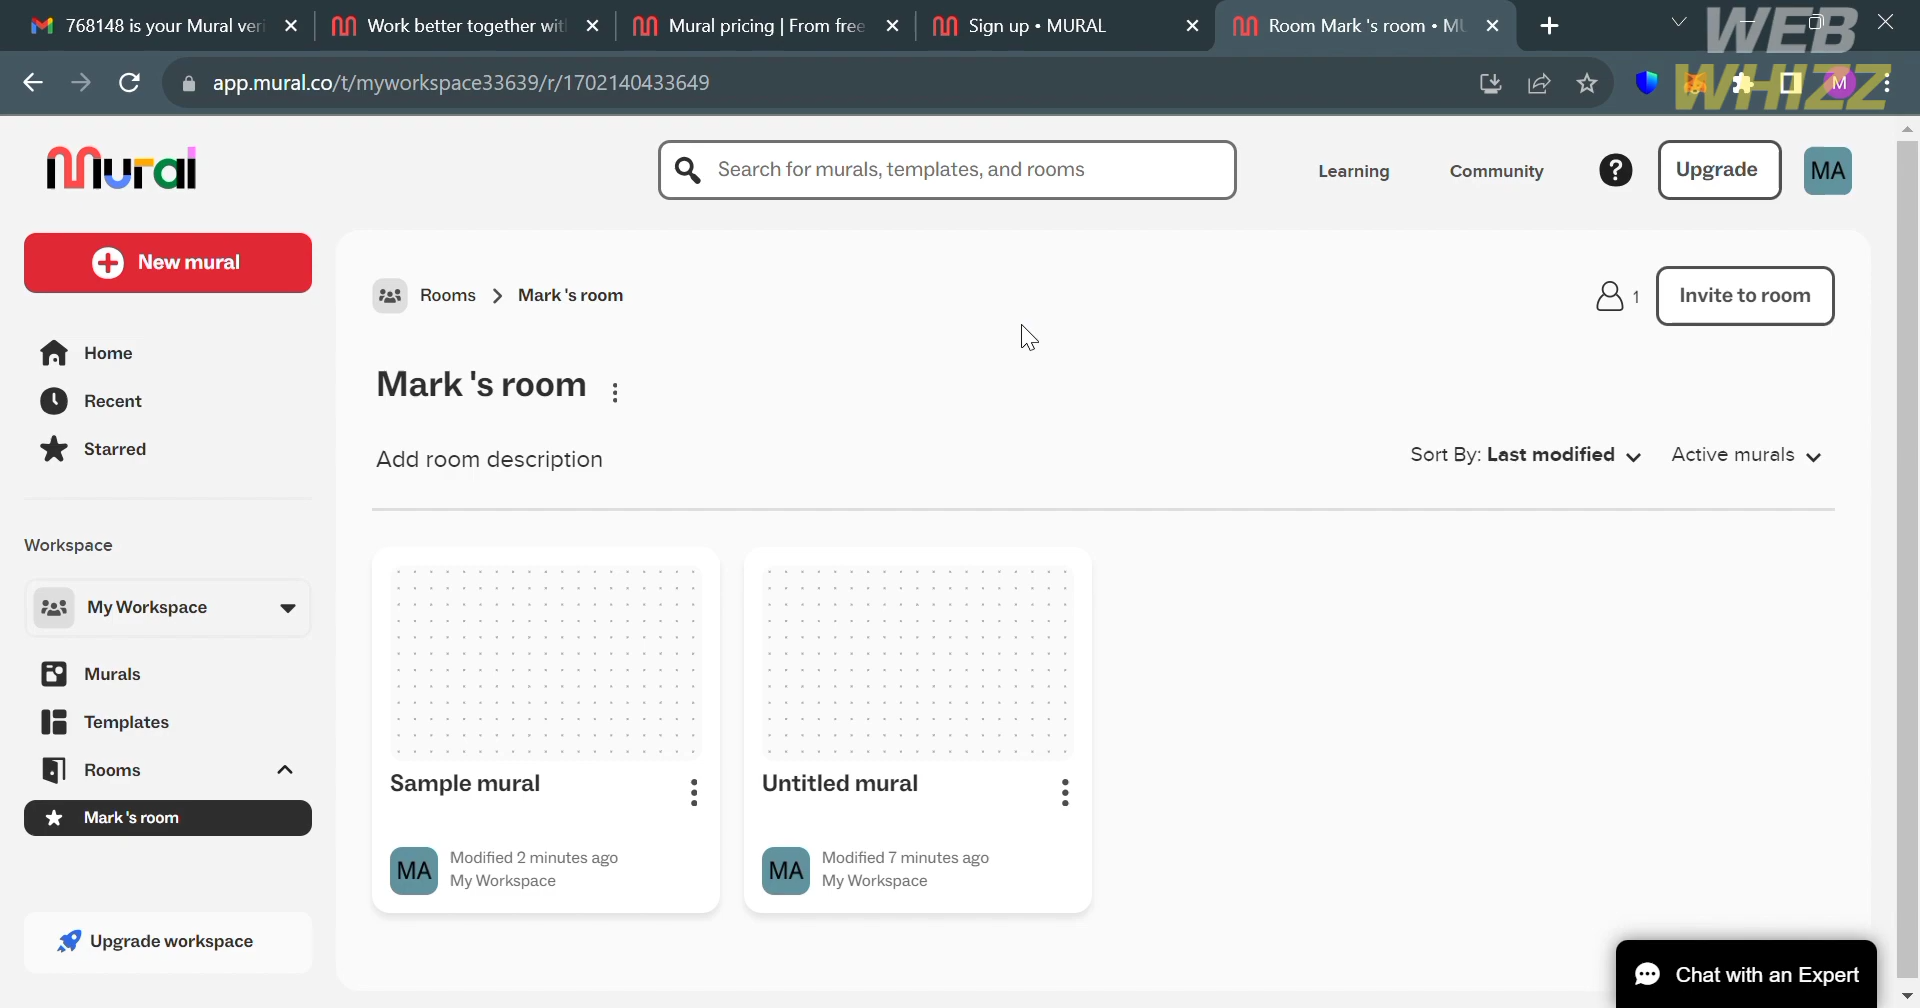 768148 is your Mural veri
Work better together wit
Mural pricing | From free
Sign up • MURAL
Room Mark 's room • MU
WEB
WHIZZ
app.mural.co/t/myworkspace33639/r/1702140433649
M
mural
Search for murals, templates, and rooms
Learning
Community
?
Upgrade
MA
New mural
Rooms > Mark 's room
1
Invite to room
Home
Recent
Starred
Mark 's room
Add room description
Sort By: Last modified
Active murals
Workspace
My Workspace
Murals
Templates
Rooms
Mark 's room
Upgrade workspace
Sample mural
MA
Modified 2 minutes ago
My Workspace
Untitled mural
MA
Modified 7 minutes ago
My Workspace
Chat with an Expert